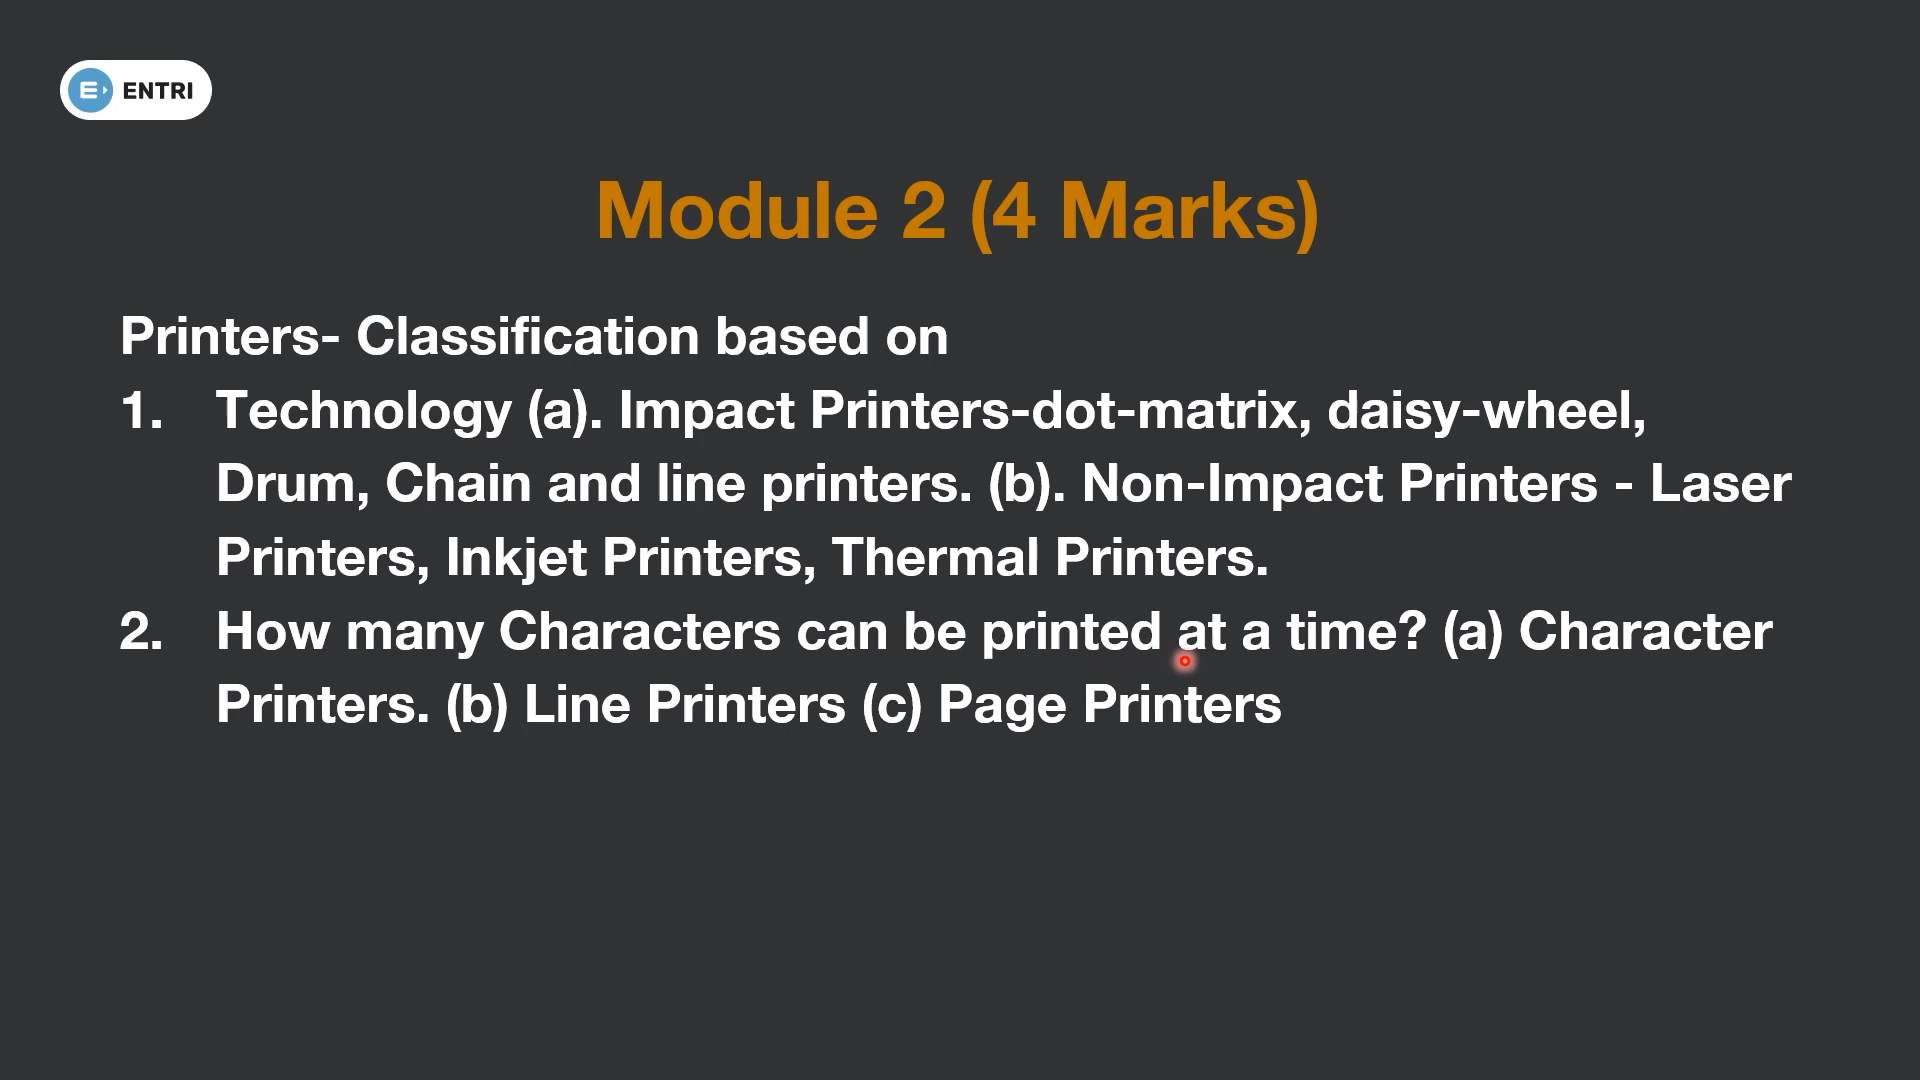 ENTRI
Module 2 (4 Marks)
Printers- Classification based on
1. Technology (a). Impact Printers-dot-matrix, daisy-wheel,
Drum, Chain and line printers. (b). Non-Impact Printers - Laser
Printers, Inkjet Printers, Thermal Printers.
2. How many Characters can be printed at a time? (a) Character
Printers. (b) Line Printers (c) Page Printers